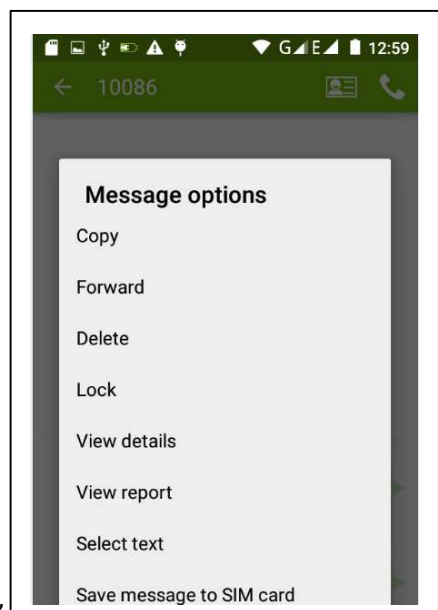 G E 12:59
10086
Message options
Copy
Forward
Delete
Lock
View details
View report
Select text
Save message to SIM card
,